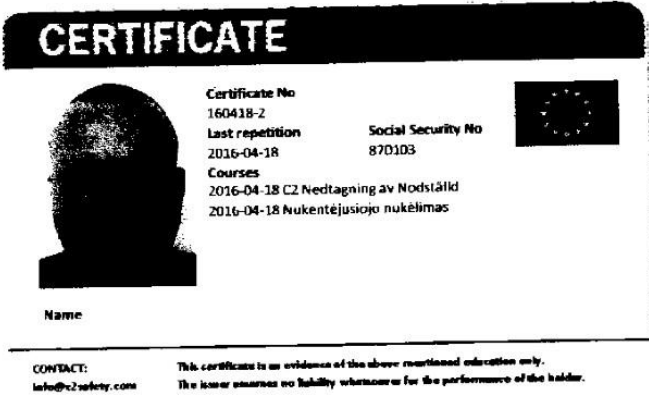 CERTIFICATE
Certificate No
160418-2
Last repetition
2016-04-18
Social Security No
870103
Courses
2016-04-18 C2 Nedtagning av Nodställd
2016-04-18 Nukentėjusiojo nukėlimas
Name
CONTACT:
info@c2safety.com
This certificate is an evidence of the above mentioned education only.
The issuer assumes no liability whatsoever for the performance of the holder.